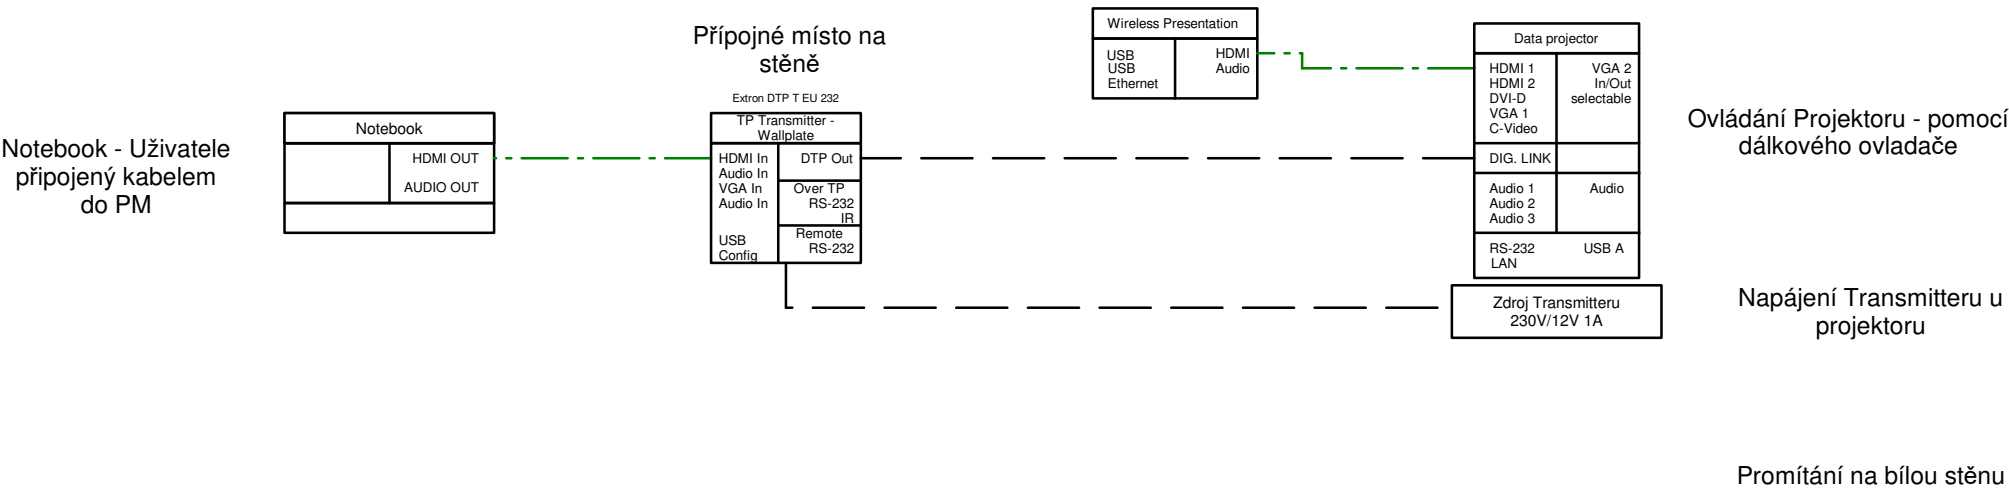 Notebook - Uživatele
připojený kabelem
do PM
Notebook
HDMI OUT
AUDIO OUT
Přípojné místo na
stěně
Extron DTP T EU 232
TP Transmitter -
Wallplate
HDMI In
Audio In
VGA In
Audio In
USB
Config
DTP Out
Over TP
RS-232
IR
Remote
RS-232
Wireless Presentation
USB
USB
Ethernet
HDMI
Audio
Data projector
HDMI 1
HDMI 2
DVI-D
VGA 1
C-Video
VGA 2
In/Out
selectable
DIG. LINK
Audio 1
Audio 2
Audio 3
Audio
RS-232
LAN
USB A
Zdroj Transmitteru
230V/12V 1A
Ovládání Projektoru - pomocí
dálkového ovladače
Napájení Transmitteru u
projektoru
Promítání na bílou stěnu